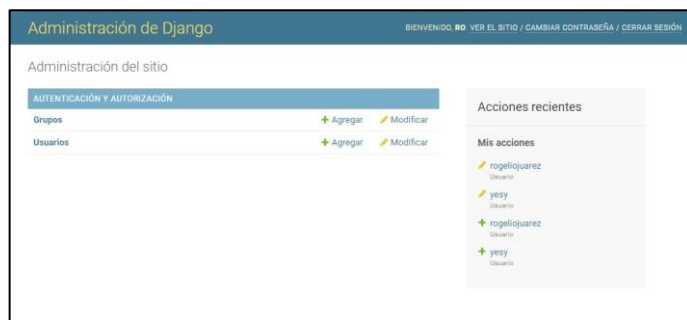 Administración de Django
BIENVENIDO, RO. VER EL SITIO / CAMBIAR CONTRASEÑA / CERRAR SESIÓN
Administración del sitio
AUTENTICACIÓN Y AUTORIZACIÓN
Grupos + Agregar Modificar
Usuarios + Agregar Modificar
Acciones recientes
Mis acciones
rogeliojuarez
Usuario
yesy
Usuario
+ rogeliojuarez
Usuario
+ yesy
Usuario